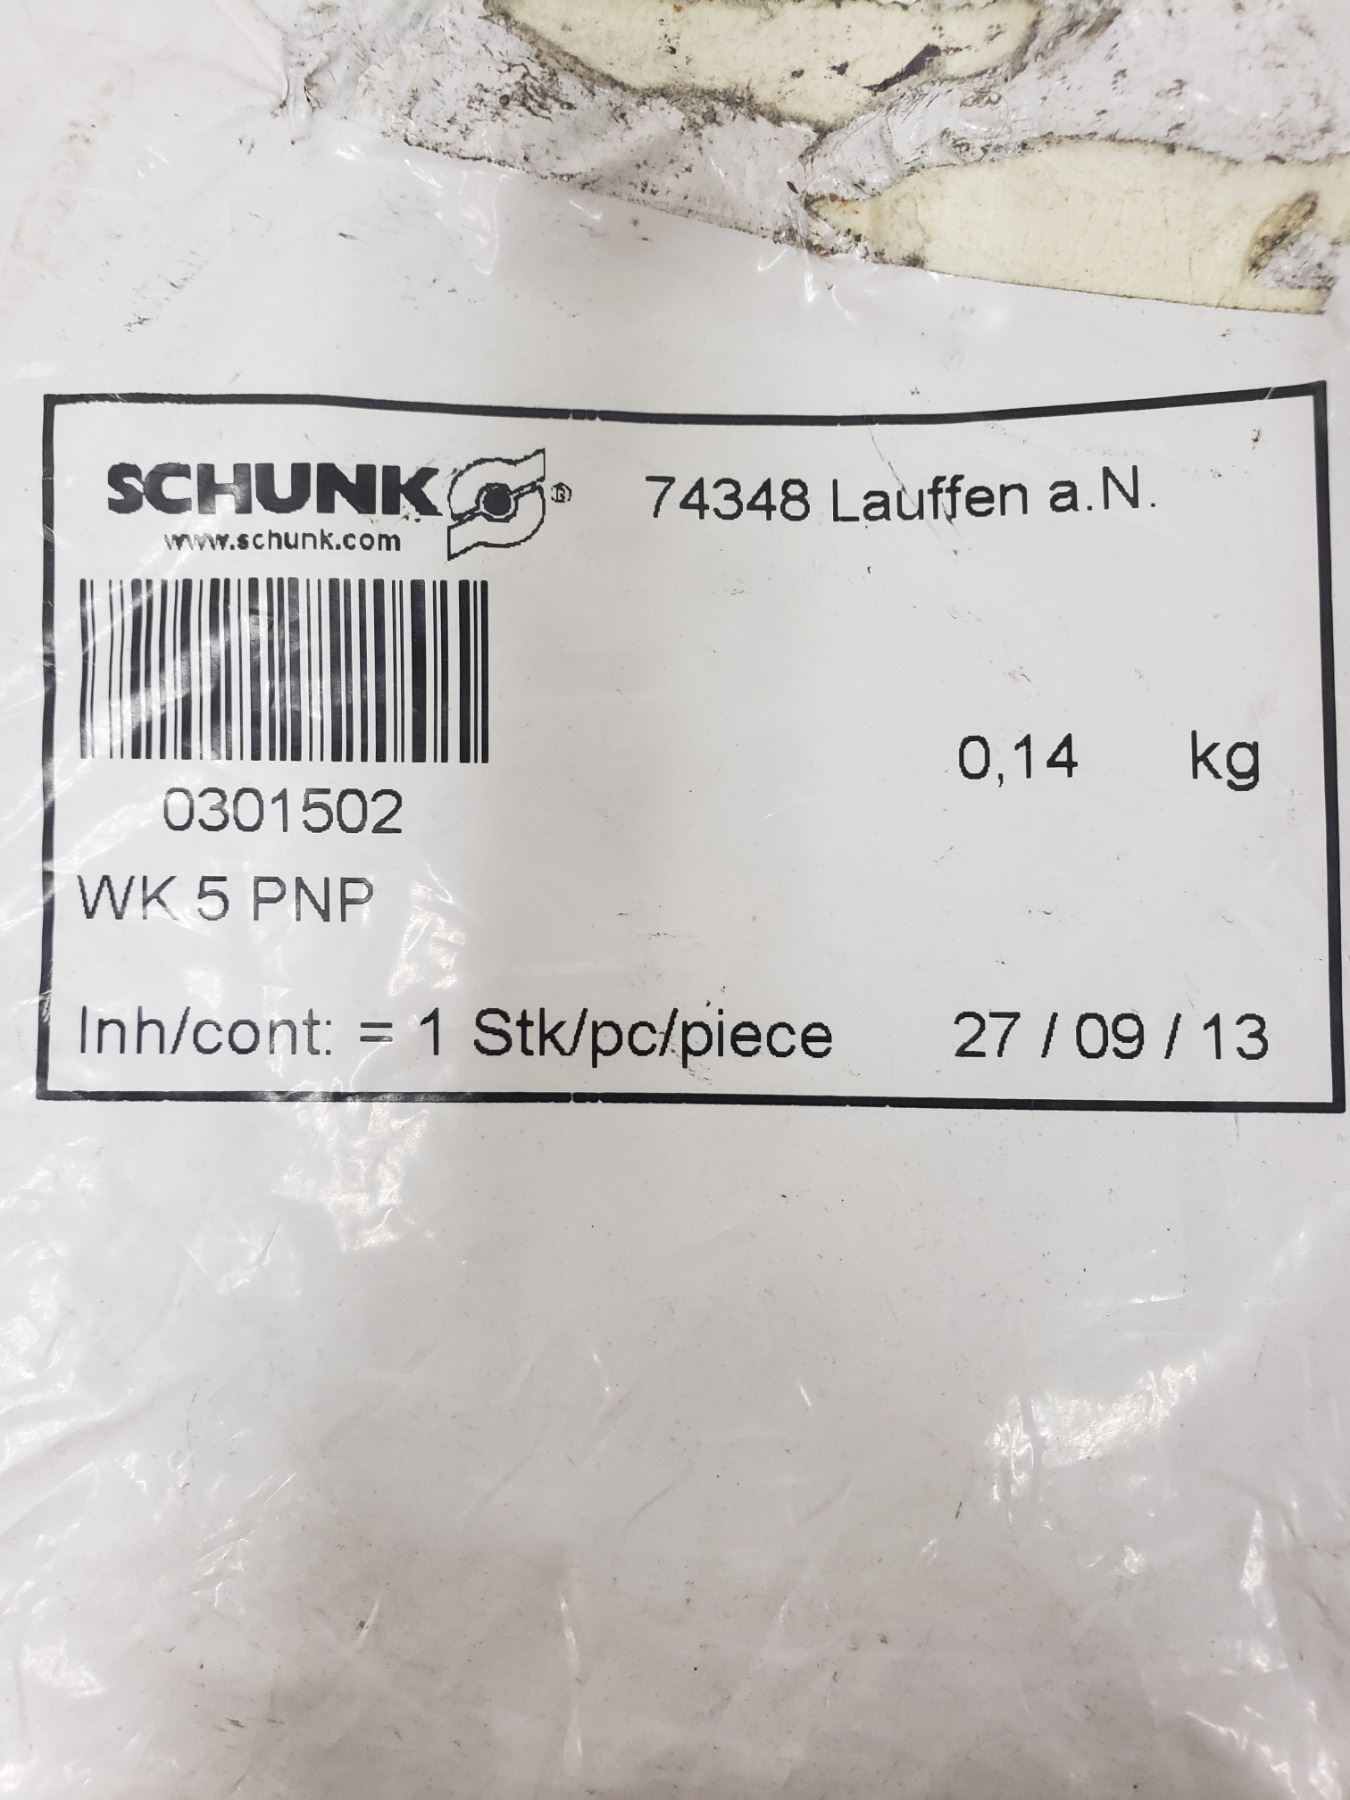 SCHUNK ® 74348 Lauffen a.N.
www.schunk.com
0,14 kg
0301502
WK 5 PNP
Inh/cont: = 1 Stk/pc/piece 27 / 09 / 13